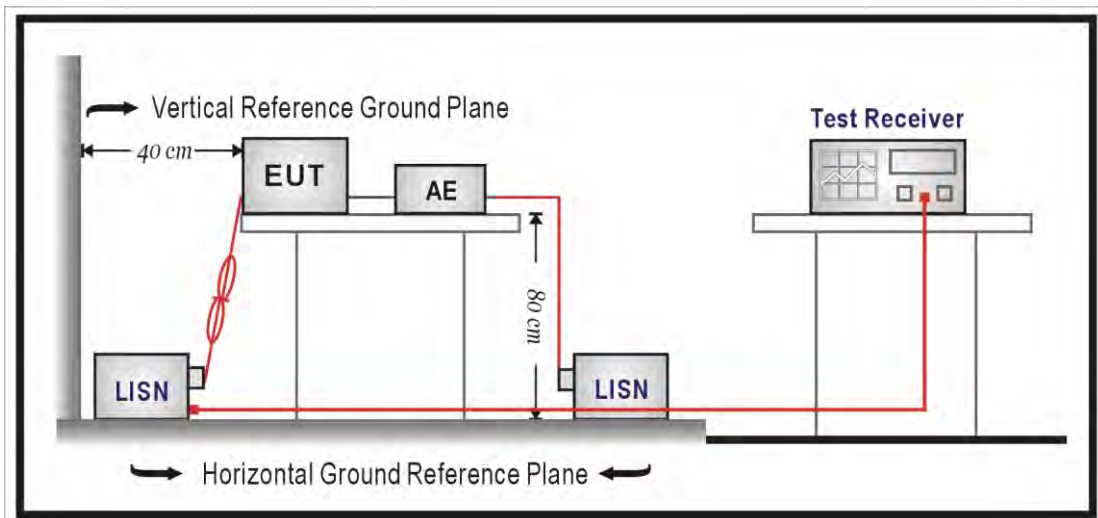 Vertical Reference Ground Plane
Test Receiver
40 cm
EUT
AE
80 cm
LISN
LISN
Horizontal Ground Reference Plane